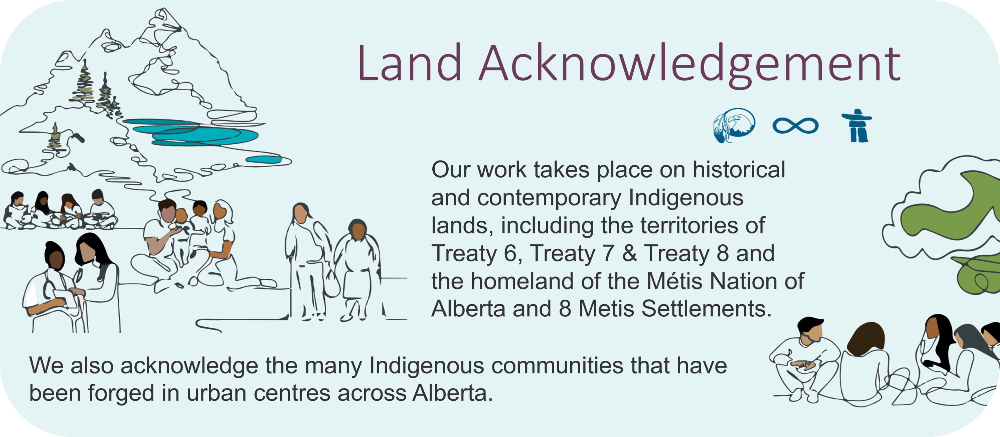 Land Acknowledgement
Our work takes place on historical
and contemporary Indigenous
lands, including the territories of
Treaty 6, Treaty 7 & Treaty 8 and
the homeland of the Métis Nation of
Alberta and 8 Metis Settlements.
We also acknowledge the many Indigenous communities that have
been forged in urban centres across Alberta.